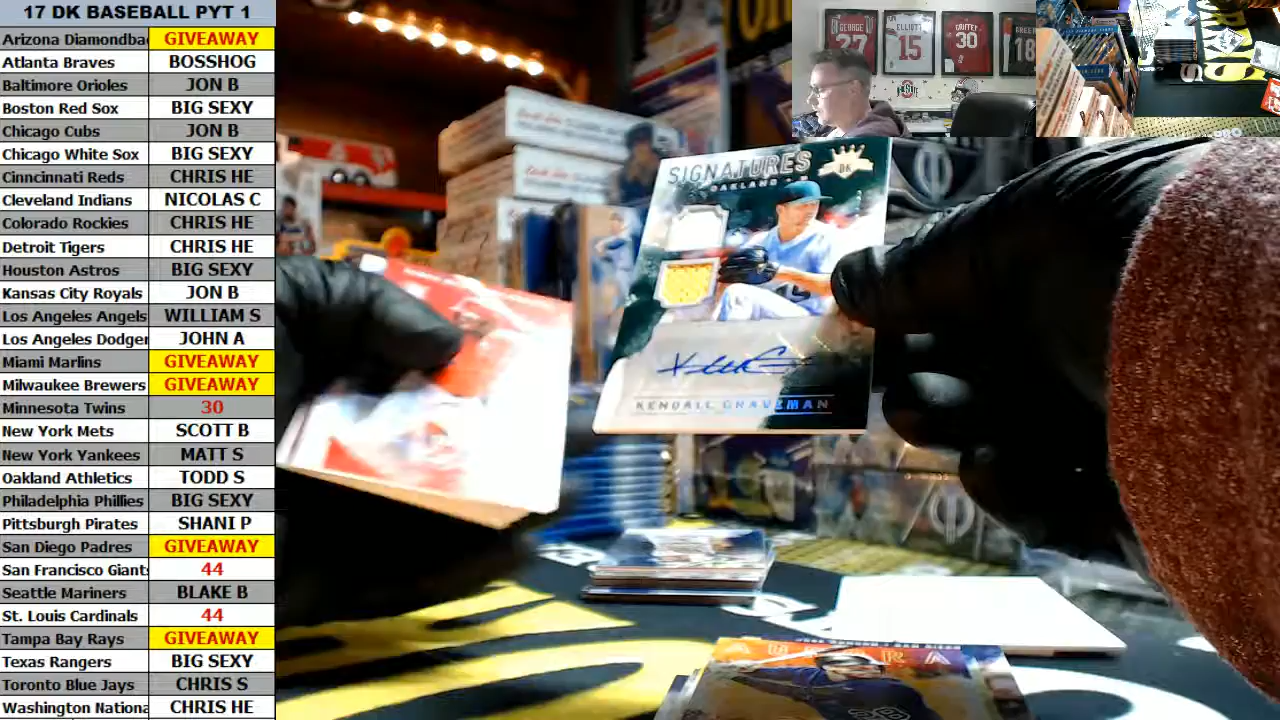 17 DK BASEBALL PYT 1
Arizona Diamondba GIVEAWAY
Atlanta Braves BOSSHOG
Baltimore Orioles JON B
Boston Red Sox BIG SEXY
Chicago Cubs JON B
Chicago White Sox BIG SEXY
Cinncinnati Reds CHRIS HE
Cleveland Indians NICOLAS C
Colorado Rockies CHRIS HE
Detroit Tigers CHRIS HE
Houston Astros BIG SEXY
Kansas City Royals JON B
Los Angeles Angels WILLIAM S
Los Angeles Dodger JOHN A
Miami Marlins GIVEAWAY
Milwaukee Brewers GIVEAWAY
Minnesota Twins 30
New York Mets SCOTT B
New York Yankees MATT S
Oakland Athletics TODD S
Philadelphia Phillies BIG SEXY
Pittsburgh Pirates SHANI P
San Diego Padres GIVEAWAY
San Francisco Giants 44
Seattle Mariners BLAKE B
St. Louis Cardinals 44
Tampa Bay Rays GIVEAWAY
Texas Rangers BIG SEXY
Toronto Blue Jays CHRIS S
Washington Nationa CHRIS HE
GEORGE 27
ELLIOTT 15
30
18
SIGNATURES
DK
OAKLAND
KENDALL GRAVEMAN